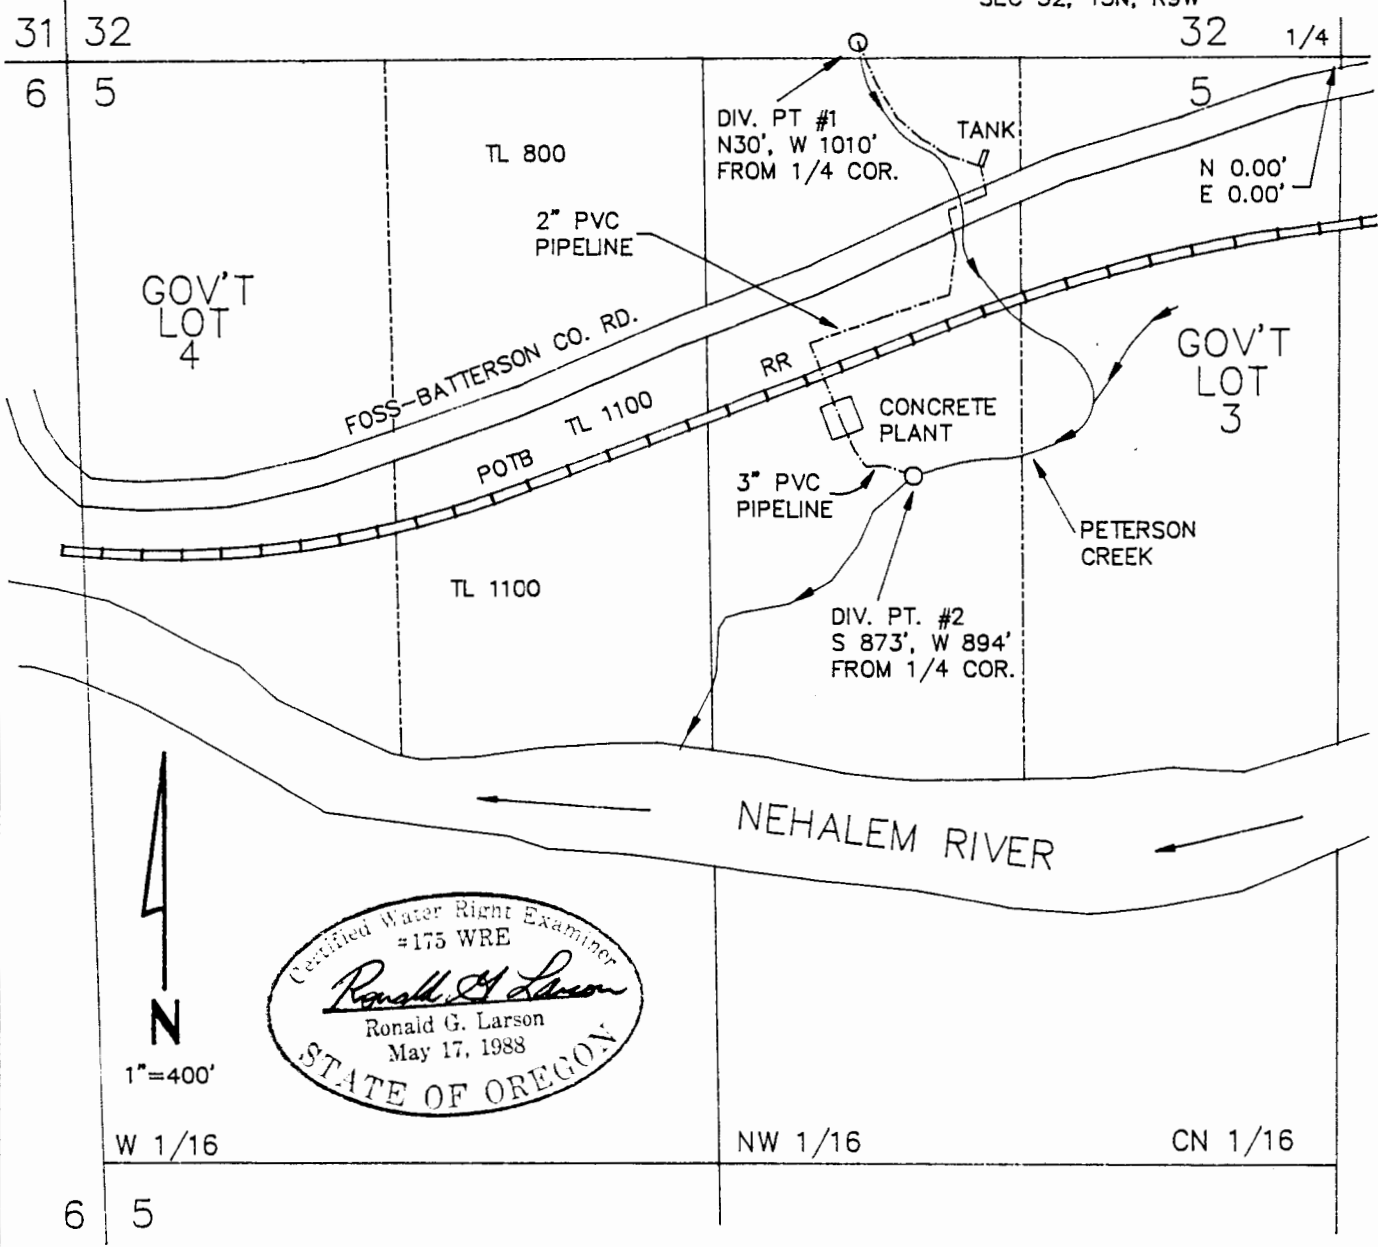 SEC 32, T3N, R9W
31 32
32 1/4
6 5
5
DIV. PT #1
N30', W 1010'
FROM 1/4 COR.
TANK
TL 800
N 0.00'
E 0.00'
2" PVC
PIPELINE
GOV'T
LOT
4
FOSS-BATTERSON CO. RD.
GOV'T
LOT
3
RR
TL 1100
CONCRETE
PLANT
POTB
3" PVC
PIPELINE
PETERSON
CREEK
TL 1100
DIV. PT. #2
S 873', W 894'
FROM 1/4 COR.
NEHALEM RIVER
N
1"=400'
Certified Water Right Examiner
#175 WRE
Ronald G Larson
Ronald G. Larson
May 17, 1988
STATE OF OREGON
W 1/16
NW 1/16
CN 1/16
6 5